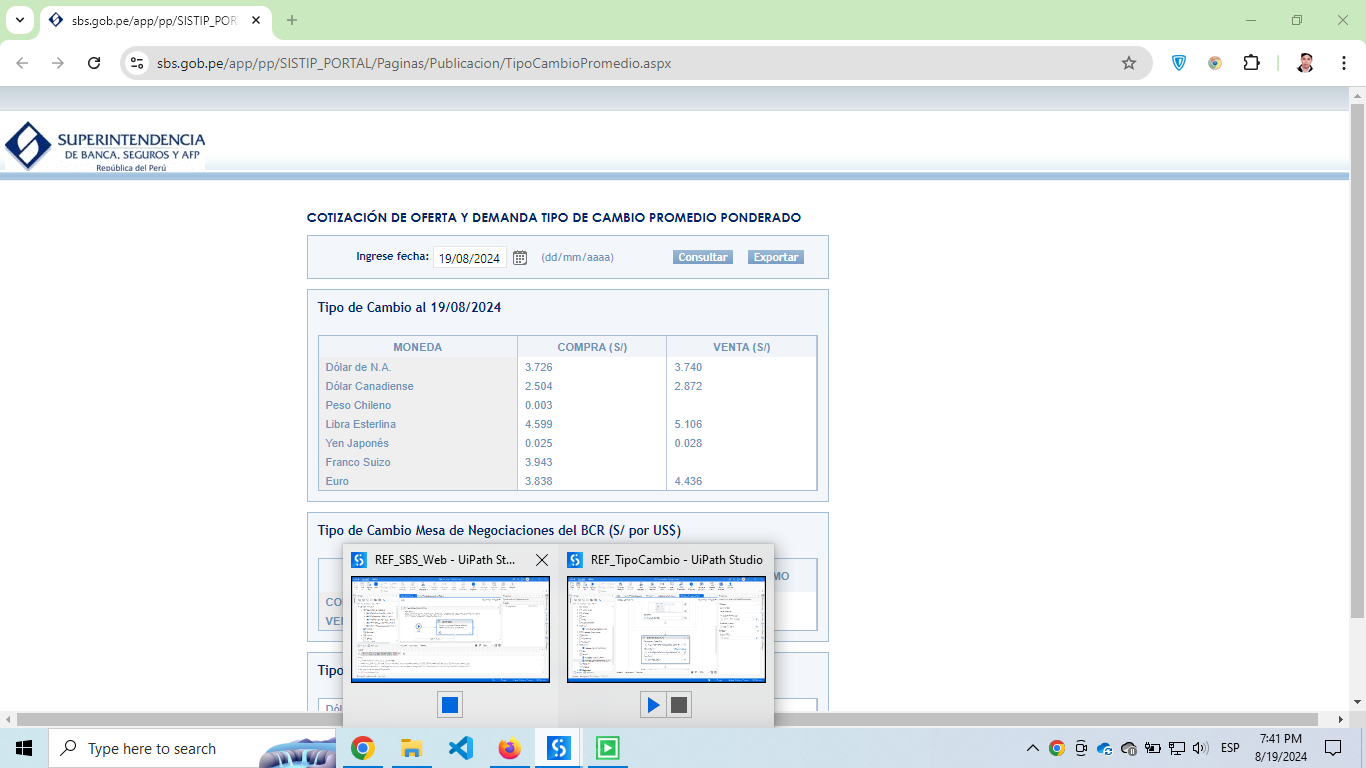 sbs.gob.pe/app/pp/SISTIP_POR
sbs.gob.pe/app/pp/SISTIP_PORTAL/Paginas/Publicacion/TipoCambioPromedio.aspx
SUPERINTENDENCIA
DE BANCA, SEGUROS Y AFP
República del Perú
COTIZACIÓN DE OFERTA Y DEMANDA TIPO DE CAMBIO PROMEDIO PONDERADO
Ingrese fecha: 19/08/2024 (dd/mm/aaaa) Consultar Exportar
Tipo de Cambio al 19/08/2024
MONEDA COMPRA (S/) VENTA (S/)
Dólar de N.A. 3.726 3.740
Dólar Canadiense 2.504 2.872
Peso Chileno 0.003
Libra Esterlina 4.599 5.106
Yen Japonés 0.025 0.028
Franco Suizo 3.943
Euro 3.838 4.436
Tipo de Cambio Mesa de Negociaciones del BCR (S/ por US$)
REF_SBS_Web - UiPath St... REF_TipoCambio - UiPath Studio
MO
CO
VE
Tipo
Dól
Type here to search
ESP
7:41 PM
8/19/2024